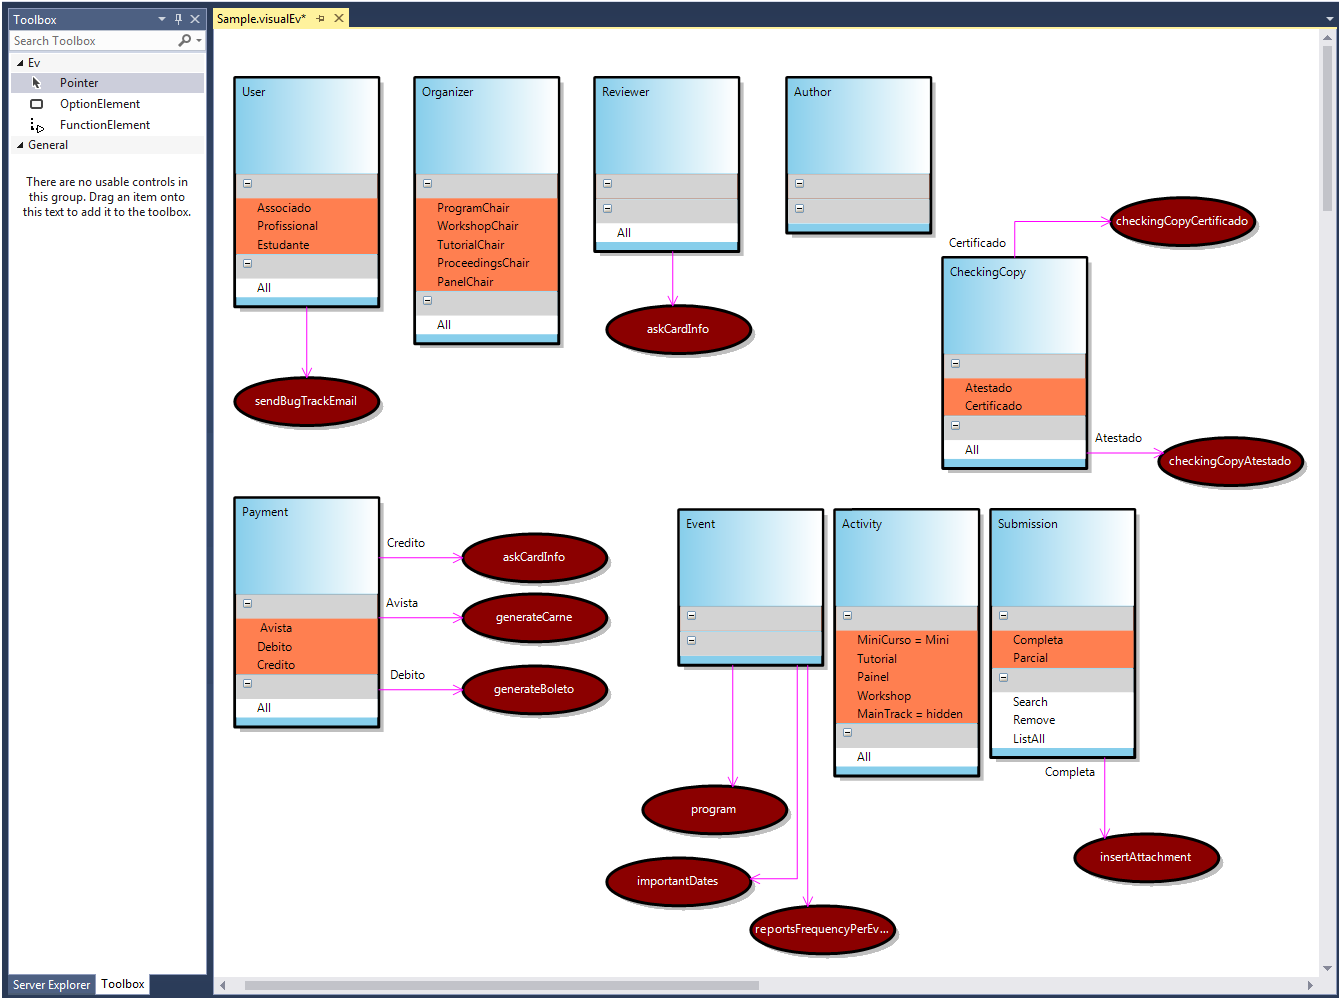 Toolbox
Search Toolbox
Ev
Pointer
OptionElement
FunctionElement
General
There are no usable controls in
this group. Drag an item onto
this text to add it to the toolbox.
Server Explorer
Toolbox
Sample.visualEv*
User
Associado
Profissional
Estudante
All
sendBugTrackEmail
Organizer
ProgramChair
WorkshopChair
TutorialChair
ProceedingsChair
PanelChair
All
Reviewer
All
askCardInfo
Author
Certificado
checkingCopyCertificado
CheckingCopy
Atestado
Certificado
All
Atestado
checkingCopyAtestado
Payment
Avista
Debito
Credito
All
Credito
askCardInfo
Avista
generateCarne
Debito
generateBoleto
Event
program
importantDates
reportsFrequencyPerEv...
Activity
MiniCurso = Mini
Tutorial
Painel
Workshop
MainTrack = hidden
All
Submission
Completa
Parcial
Search
Remove
ListAll
Completa
insertAttachment